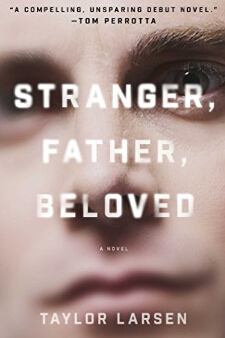 "A COMPELLING, UNSPARING DEBUT NOVEL."
—TOM PERROTTA
STRANGER,
FATHER,
BELOVED
A NOVEL
TAYLOR LARSEN